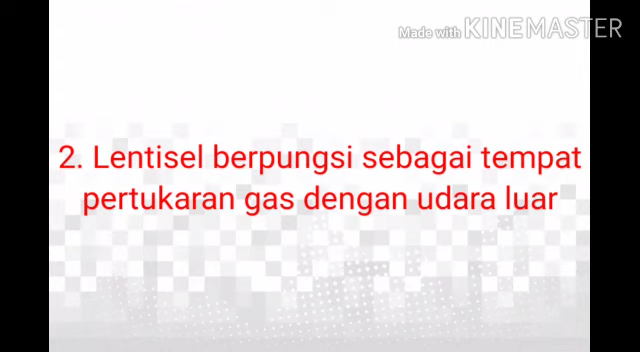 Made with KINEMASTER
2. Lentisel berpungsi sebagai tempat
pertukaran gas dengan udara luar